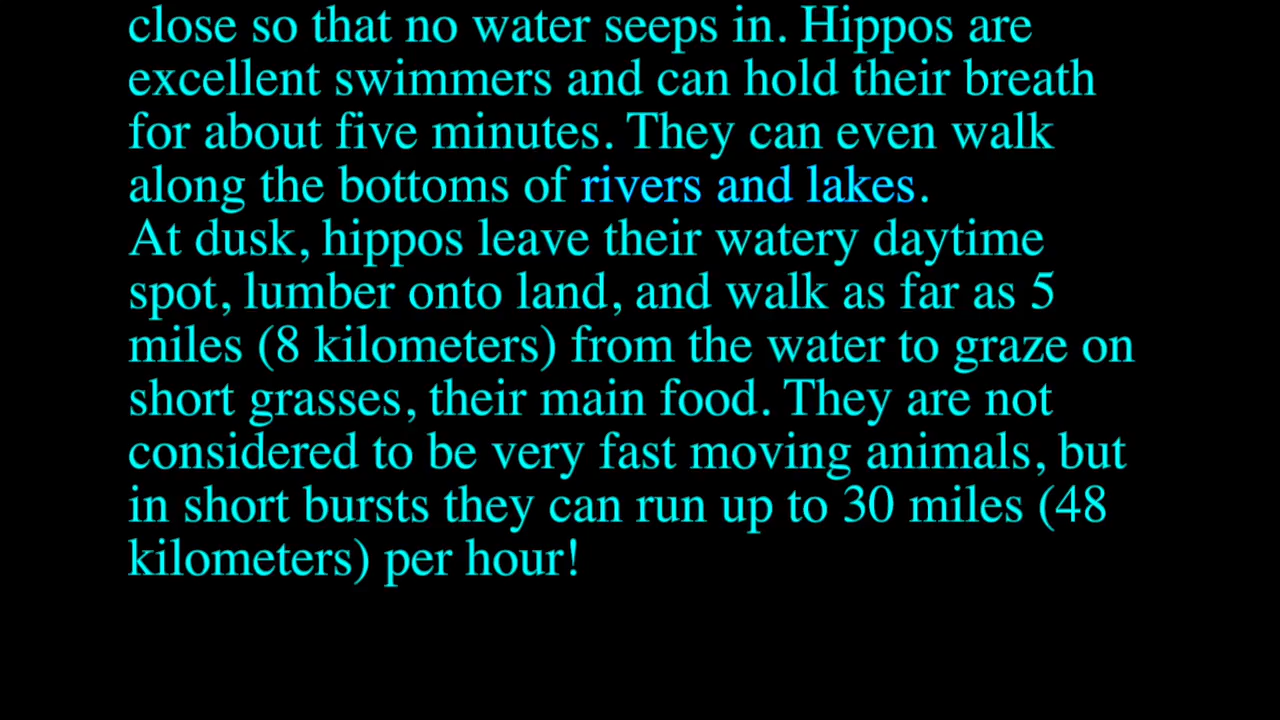 close so that no water seeps in. Hippos are
excellent swimmers and can hold their breath
for about five minutes. They can even walk
along the bottoms of rivers and lakes.
At dusk, hippos leave their watery daytime
spot, lumber onto land, and walk as far as 5
miles (8 kilometers) from the water to graze on
short grasses, their main food. They are not
considered to be very fast moving animals, but
in short bursts they can run up to 30 miles (48
kilometers) per hour!